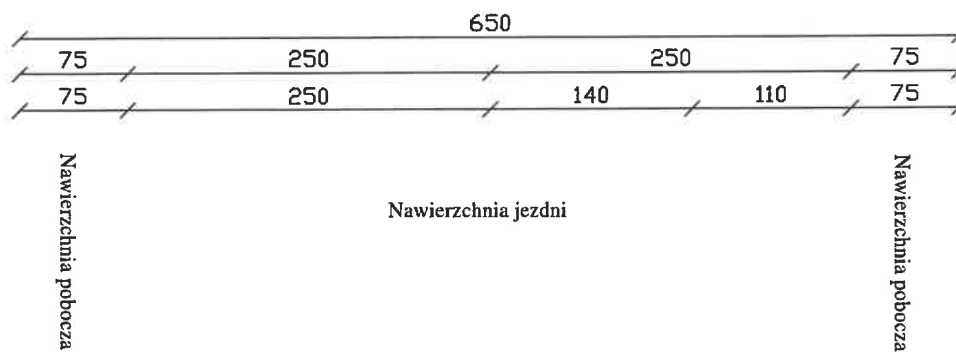 650
75 250 250 75
75 250 140 110 75
Nawierzchnia pobocza
Nawierzchnia jezdni
Nawierzchnia pobocza